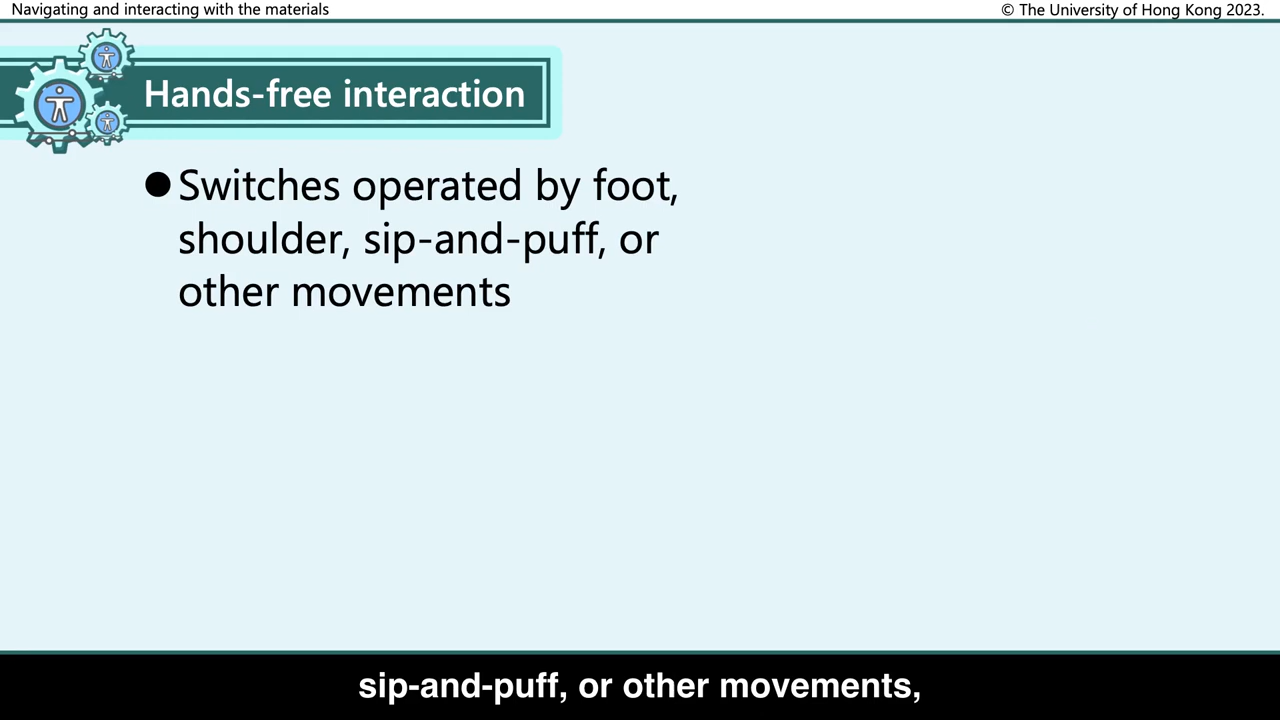 Navigating and interacting with the materials
© The University of Hong Kong 2023.
Hands-free interaction
●Switches operated by foot,
shoulder, sip-and-puff, or
other movements
sip-and-puff, or other movements,